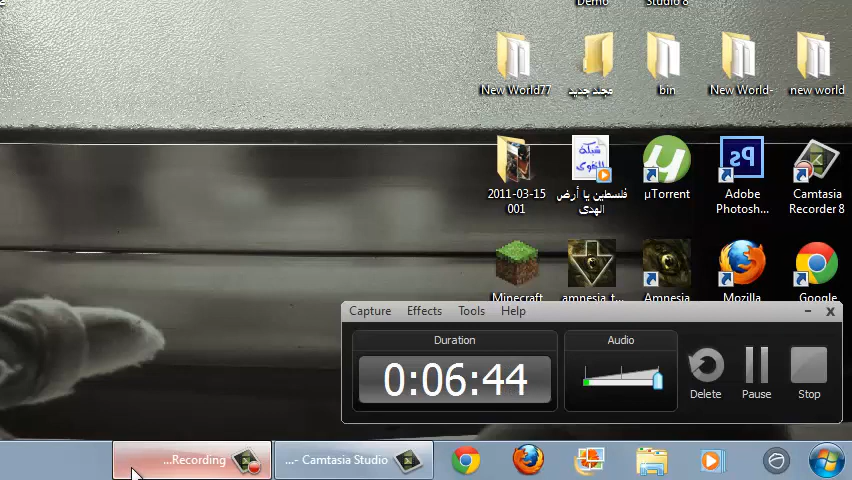 Demo
Studio 8
New World77
مجلد جديد
bin
New World-
new world
2011-03-15
001
شبكة
فلسطين يا أرض
الهدى
µTorrent
Ps
Adobe
Photosh...
Camtasia
Recorder 8
Minecraft
amnesia_t...
Amnesia
Mozilla
Google
Capture
Effects
Tools
Help
Duration
0:06:44
Audio
Delete
Pause
Stop
...Recording
...- Camtasia Studio